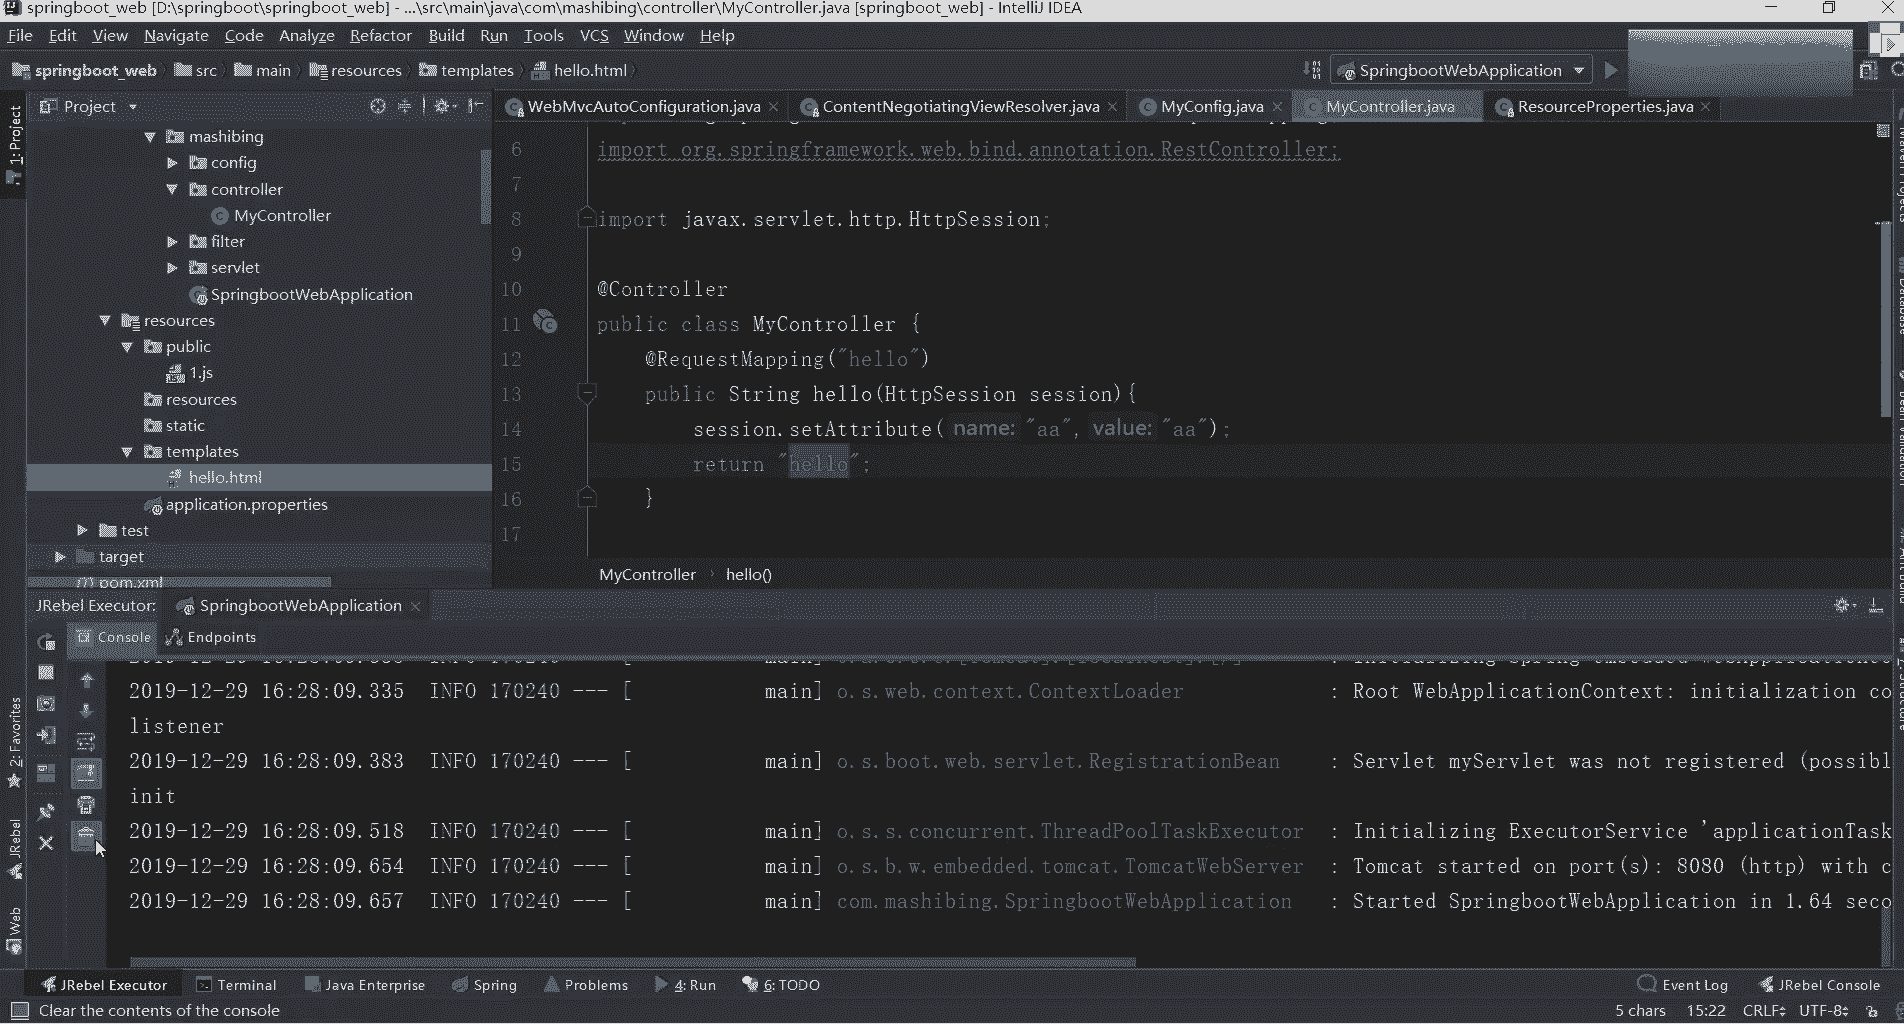 springboot_web [D:\springboot\springboot_web] - ...\src\main\java\com\mashibing\controller\MyController.java [springboot_web] - IntelliJ IDEA
File Edit View Navigate Code Analyze Refactor Build Run Tools VCS Window Help
springboot_web src main resources templates hello.html SpringbootWebApplication
Project
WebMvcAutoConfiguration.java ContentNegotiatingViewResolver.java MyConfig.java MyController.java ResourceProperties.java
1: Project
mashibing
config
controller
MyController
filter
servlet
SpringbootWebApplication
resources
public
1.js
resources
static
templates
hello.html
application.properties
test
target
pom.xml
6 import org.springframework.web.bind.annotation.RestController;
7
8 import javax.servlet.http.HttpSession;
9
10 @Controller
11 public class MyController {
12 @RequestMapping("hello")
13 public String hello(HttpSession session){
14 session.setAttribute( name: "aa", value: "aa");
15 return "hello";
16 }
17
MyController hello()
JRebel Executor: SpringbootWebApplication
Console Endpoints
2019-12-29 16:28:09.335 INFO 170240 --- [ main] o.s.web.context.ContextLoader : Root WebApplicationContext: initialization co
listener
2019-12-29 16:28:09.383 INFO 170240 --- [ main] o.s.boot.web.servlet.RegistrationBean : Servlet myServlet was not registered (possibl
init
2019-12-29 16:28:09.518 INFO 170240 --- [ main] o.s.s.concurrent.ThreadPoolTaskExecutor : Initializing ExecutorService 'applicationTask
2019-12-29 16:28:09.654 INFO 170240 --- [ main] o.s.b.w.embedded.tomcat.TomcatWebServer : Tomcat started on port(s): 8080 (http) with c
2019-12-29 16:28:09.657 INFO 170240 --- [ main] com.mashibing.SpringbootWebApplication : Started SpringbootWebApplication in 1.64 seco
2: Favorites
JRebel
Web
JRebel Executor Terminal Java Enterprise Spring Problems 4: Run 6: TODO Event Log JRebel Console
Clear the contents of the console 5 chars 15:22 CRLF UTF-8